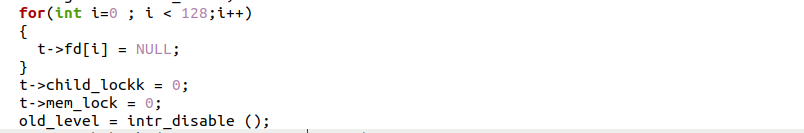 for(int i=0 ; i < 128;i++)
{
  t->fd[i] = NULL;
}
t->child_lockk = 0;
t->mem_lock = 0;
old_level = intr_disable ();